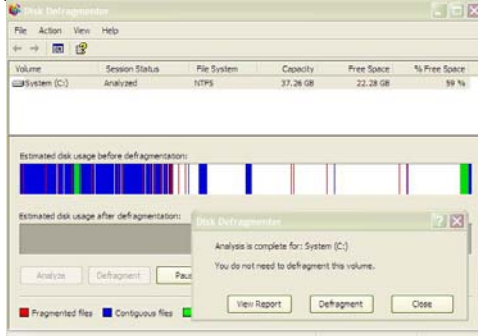 Disk Defragmenter
File Action View Help
Volume Session Status File System Capacity Free Space % Free Space
System (C:) Analyzed NTFS 37.26 GB 22.28 GB 59 %
Estimated disk usage before defragmentation:
Estimated disk usage after defragmentation:
Disk Defragmenter
Analysis is complete for: System (C:)
You do not need to defragment this volume.
Analyze Defragment Paus
View Report Defragment Close
Fragmented files Contiguous files